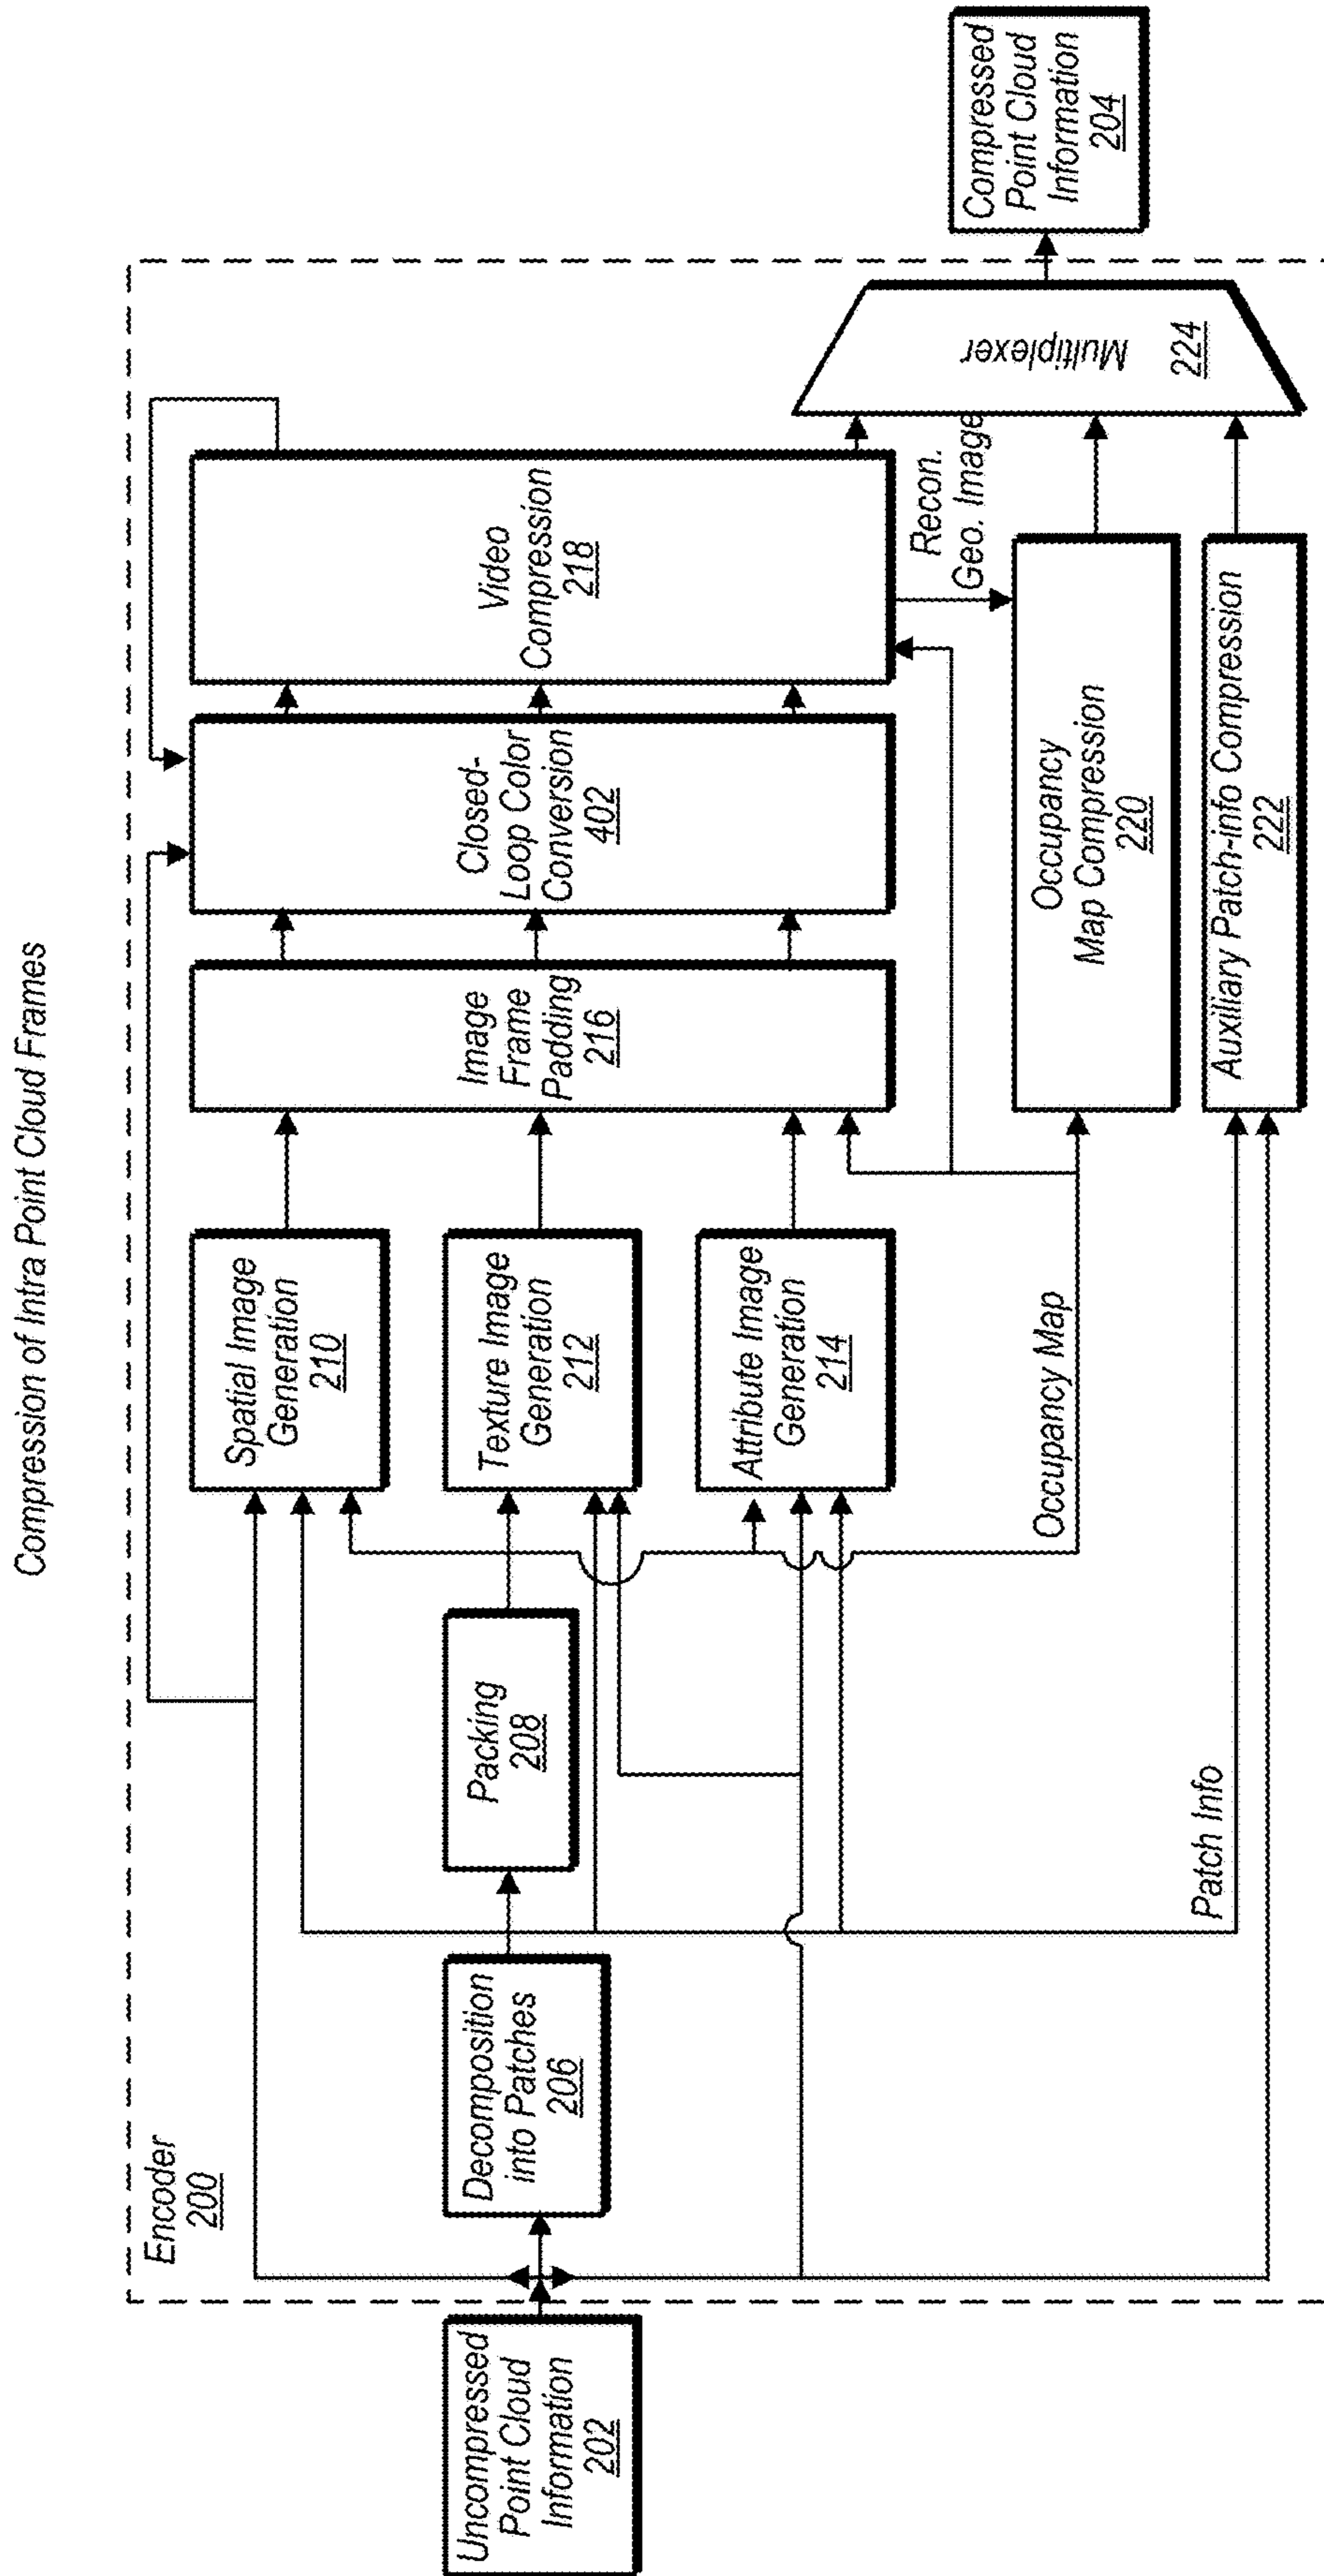 Compression of Intra Point Cloud Frames
Encoder
200
Uncompressed
Point Cloud
Information
202
Decomposition
into Patches
206
Packing
208
Spatial Image
Generation
210
Texture Image
Generation
212
Attribute Image
Generation
214
Image
Frame
Padding
216
Closed-
Loop Color
Conversion
402
Video
Compression
218
Recon.
Geo. Image
Occupancy Map
Occupancy
Map Compression
220
Patch Info
Auxiliary Patch-info Compression
222
Multiplexer
224
Compressed
Point Cloud
Information
204